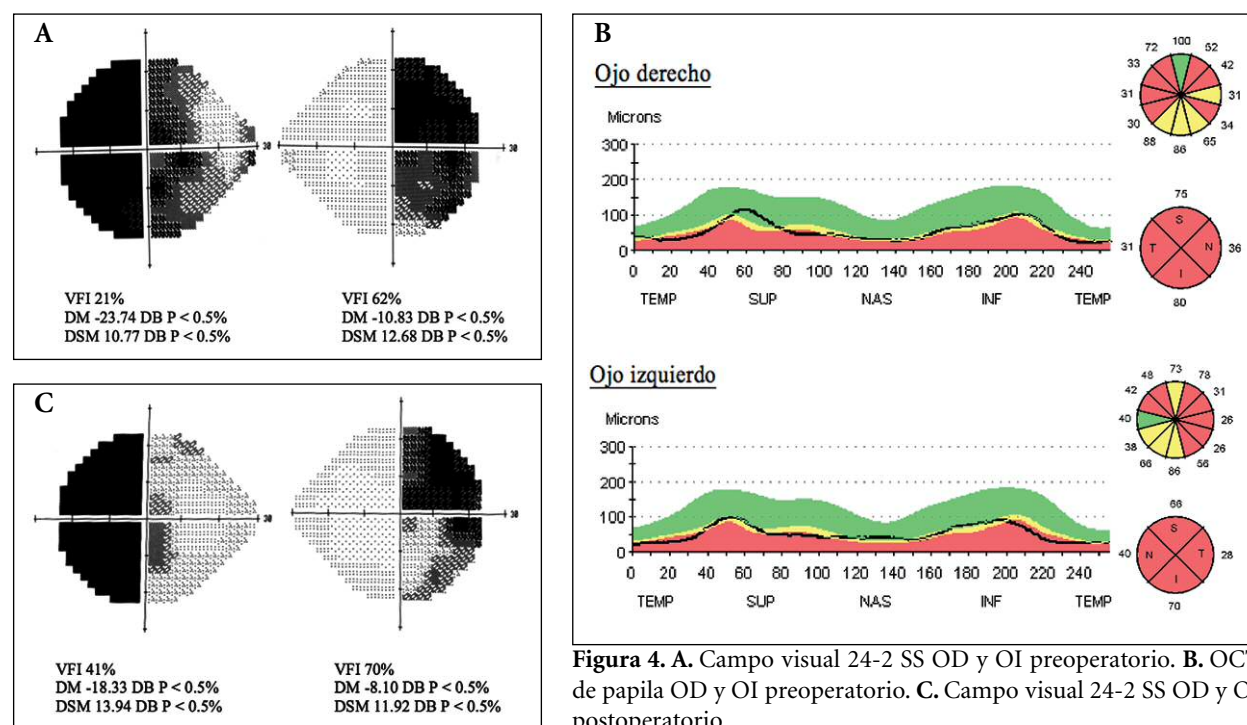 A
30
30
VFI 21%
DM -23.74 DB P < 0.5%
DSM 10.77 DB P < 0.5%
VFI 62%
DM -10.83 DB P < 0.5%
DSM 12.68 DB P < 0.5%
B
Ojo derecho
Microns
300
200
100
0
0 20 40 60 80 100 120 140 160 180 200 220 240
TEMP SUP NAS INF TEMP
100
72 52
33 42
31 31
30 34
88 65
86
75
S
31 T N 36
I
80
Ojo izquierdo
Microns
300
200
100
0
0 20 40 60 80 100 120 140 160 180 200 220 240
TEMP SUP NAS INF TEMP
73
48 78
42 31
40 26
38 26
66 56
86
66
S
40 N T 28
I
70
C
30
30
VFI 41%
DM -18.33 DB P < 0.5%
DSM 13.94 DB P < 0.5%
VFI 70%
DM -8.10 DB P < 0.5%
DSM 11.92 DB P < 0.5%
Figura 4. A. Campo visual 24-2 SS OD y OI preoperatorio. B.
de papila OD y OI preoperatorio. C. Campo visual 24-2 SS OD y
postoperatorio